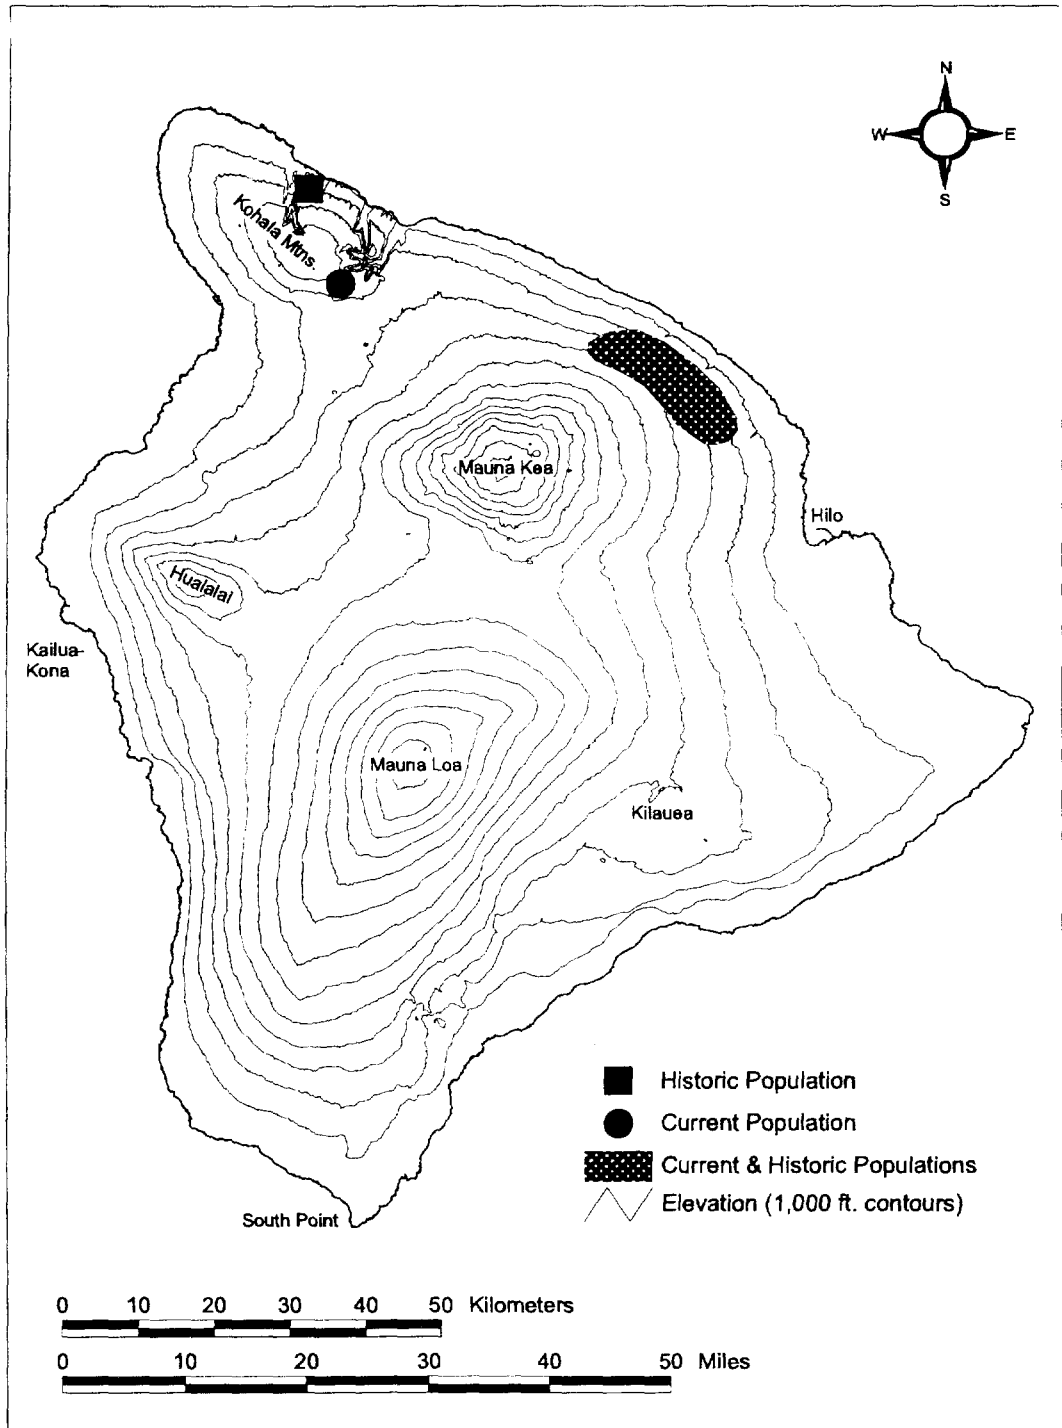 N
W E
S
Kohala Mtns.
Mauna Kea
Hilo
Hualalai
Kailua-
Kona
Mauna Loa
Kilauea
Historic Population
Current Population
Current & Historic Populations
Elevation (1,000 ft. contours)
South Point
0 10 20 30 40 50 Kilometers
0 10 20 30 40 50 Miles